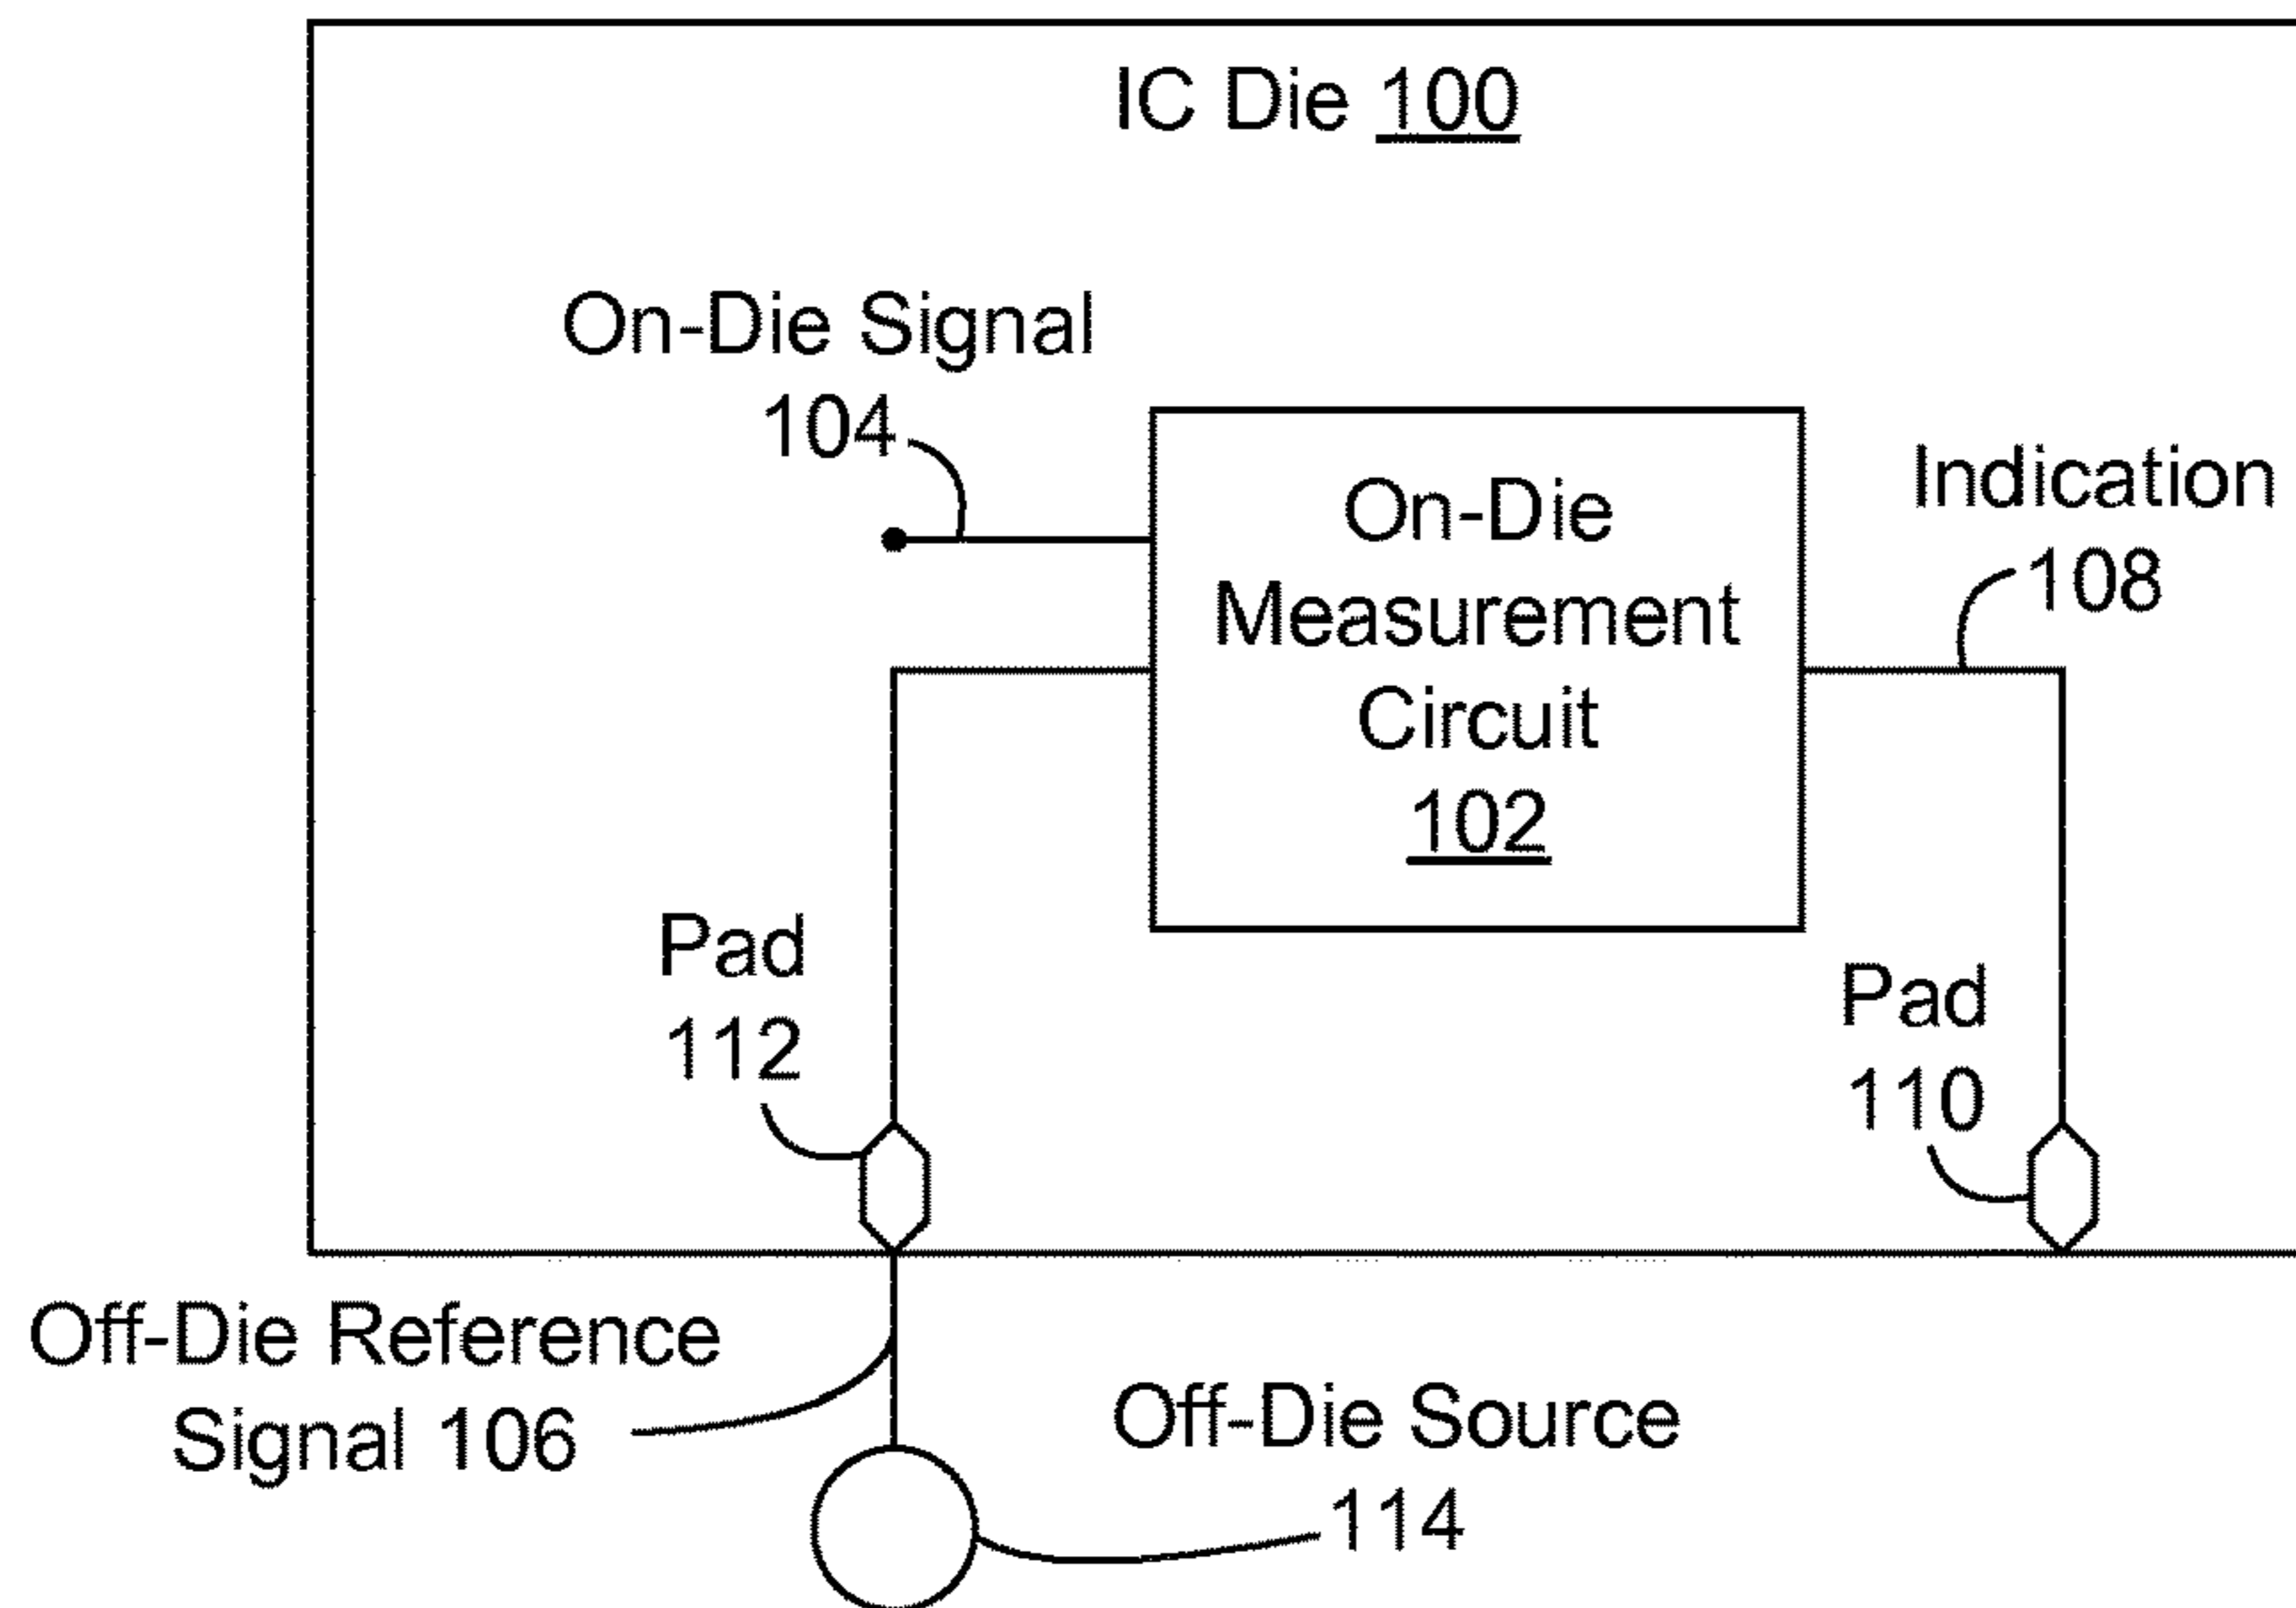 IC Die 100
On-Die Signal
104
On-Die
Measurement
Circuit
102
Indication
108
Pad
112
Pad
110
Off-Die Reference
Signal 106
Off-Die Source
114